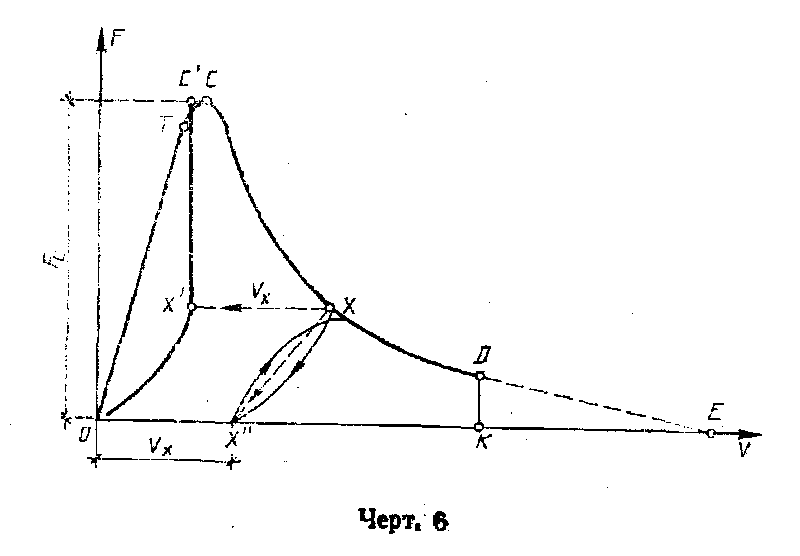 F
C' C
T
F_c
X' V_x X
D
O V_x X'' K E V
Черт. 6